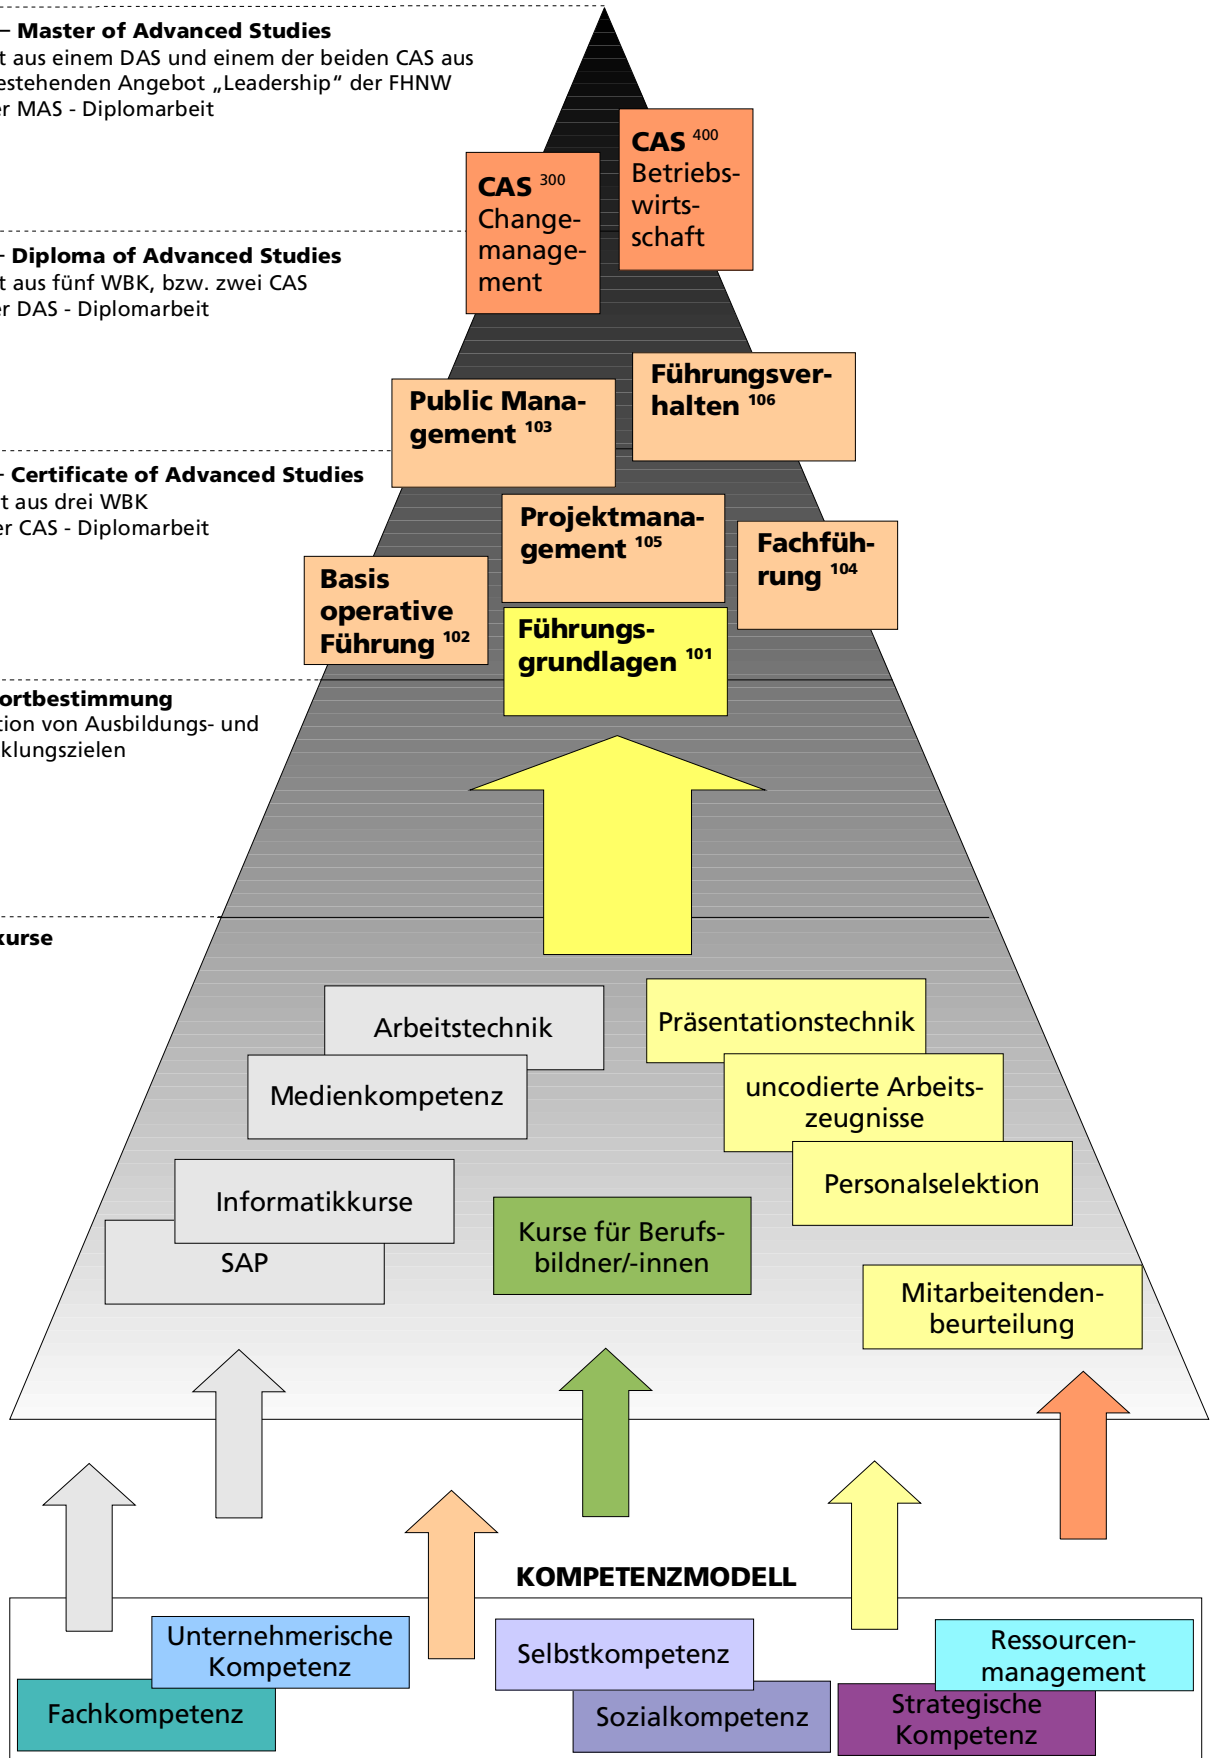 – Master of Advanced Studies
t aus einem DAS und einem der beiden CAS aus
estehenden Angebot „Leadership“ der FHNW
er MAS - Diplomarbeit
CAS 400
Betriebs-
wirts-
schaft
CAS 300
Change-
manage-
ment
– Diploma of Advanced Studies
t aus fünf WBK, bzw. zwei CAS
er DAS - Diplomarbeit
Führungsver-
halten 106
Public Mana-
gement 103
– Certificate of Advanced Studies
t aus drei WBK
er CAS - Diplomarbeit
Projektmana-
gement 105
Fachfüh-
rung 104
Basis
operative
Führung 102
Führungs-
grundlagen 101
ortbestimmung
tion von Ausbildungs- und
klungszielen
kurse
Arbeitstechnik
Präsentationstechnik
Medienkompetenz
uncodierte Arbeits-
zeugnisse
Personalselektion
Informatikkurse
SAP
Kurse für Berufs-
bildner/-innen
Mitarbeitenden-
beurteilung
KOMPETENZMODELL
Unternehmerische
Kompetenz
Selbstkompetenz
Ressourcen-
management
Fachkompetenz
Sozialkompetenz
Strategische
Kompetenz